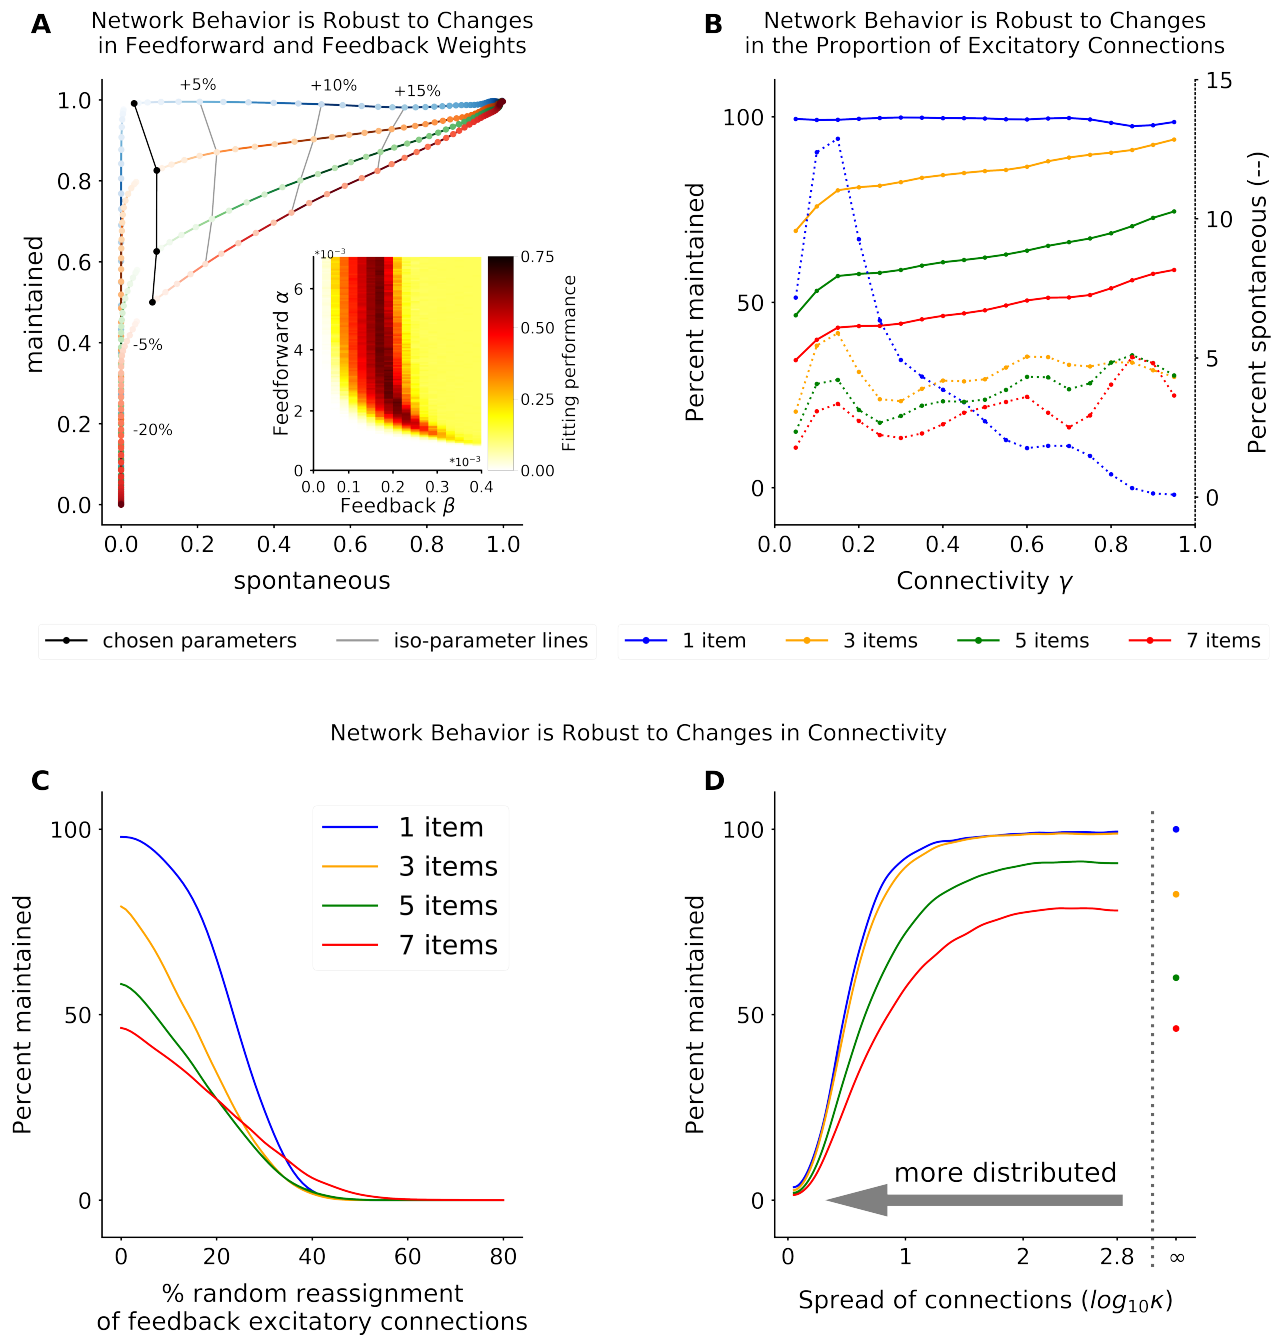 A
Network Behavior is Robust to Changes
in Feedforward and Feedback Weights
+5%
+10%
+15%
-5%
-20%
maintained
1.0
0.8
0.6
0.4
0.2
0.0
0.0
0.2
0.4
0.6
0.8
1.0
spontaneous
*10⁻³
Feedforward α
6
4
2
0
0.0
0.1
0.2
0.3
0.4
*10⁻³
Feedback β
0.75
0.50
0.25
0.00
Fitting performance
B
Network Behavior is Robust to Changes
in the Proportion of Excitatory Connections
Percent maintained
100
50
0
15
10
5
0
Percent spontaneous (--)
0.0
0.2
0.4
0.6
0.8
1.0
Connectivity γ
chosen parameters
iso-parameter lines
1 item
3 items
5 items
7 items
Network Behavior is Robust to Changes in Connectivity
C
Percent maintained
100
50
0
1 item
3 items
5 items
7 items
0
20
40
60
80
% random reassignment
of feedback excitatory connections
D
Percent maintained
100
50
0
more distributed
0
1
2
2.8
∞
Spread of connections (log₁₀κ)